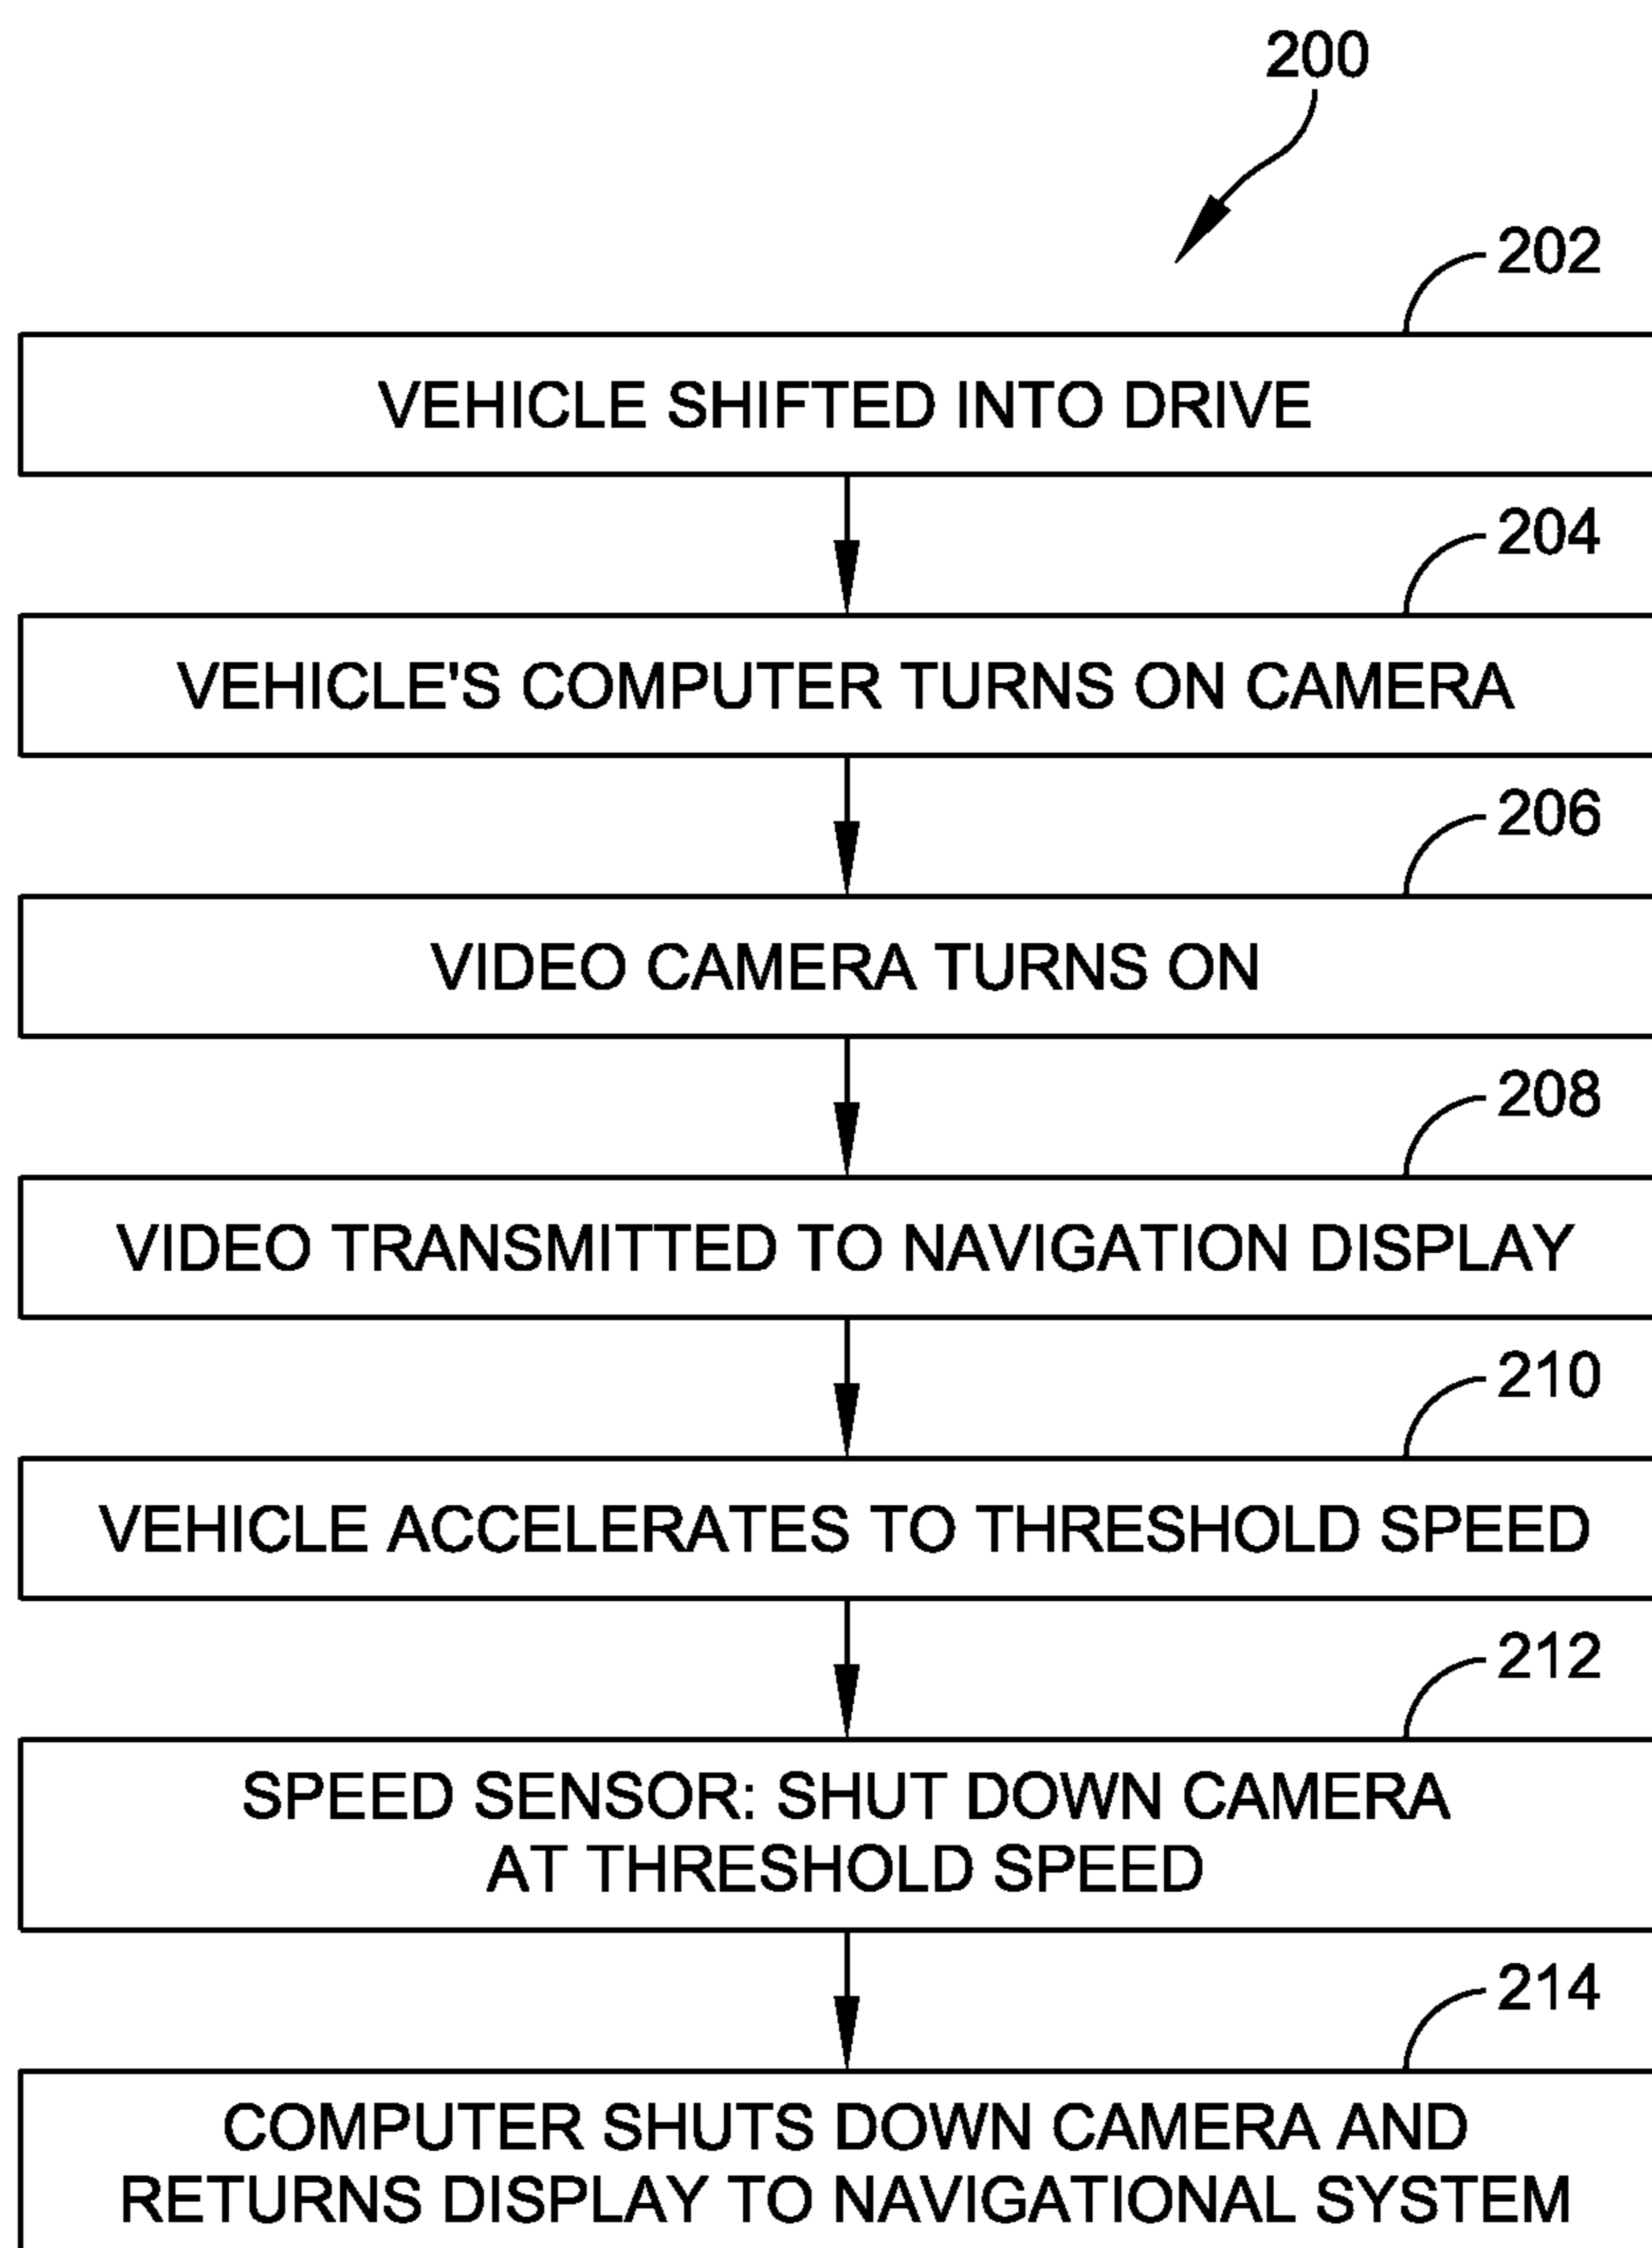 200
202
VEHICLE SHIFTED INTO DRIVE
204
VEHICLE'S COMPUTER TURNS ON CAMERA
206
VIDEO CAMERA TURNS ON
208
VIDEO TRANSMITTED TO NAVIGATION DISPLAY
210
VEHICLE ACCELERATES TO THRESHOLD SPEED
212
SPEED SENSOR: SHUT DOWN CAMERA
AT THRESHOLD SPEED
214
COMPUTER SHUTS DOWN CAMERA AND
RETURNS DISPLAY TO NAVIGATIONAL SYSTEM